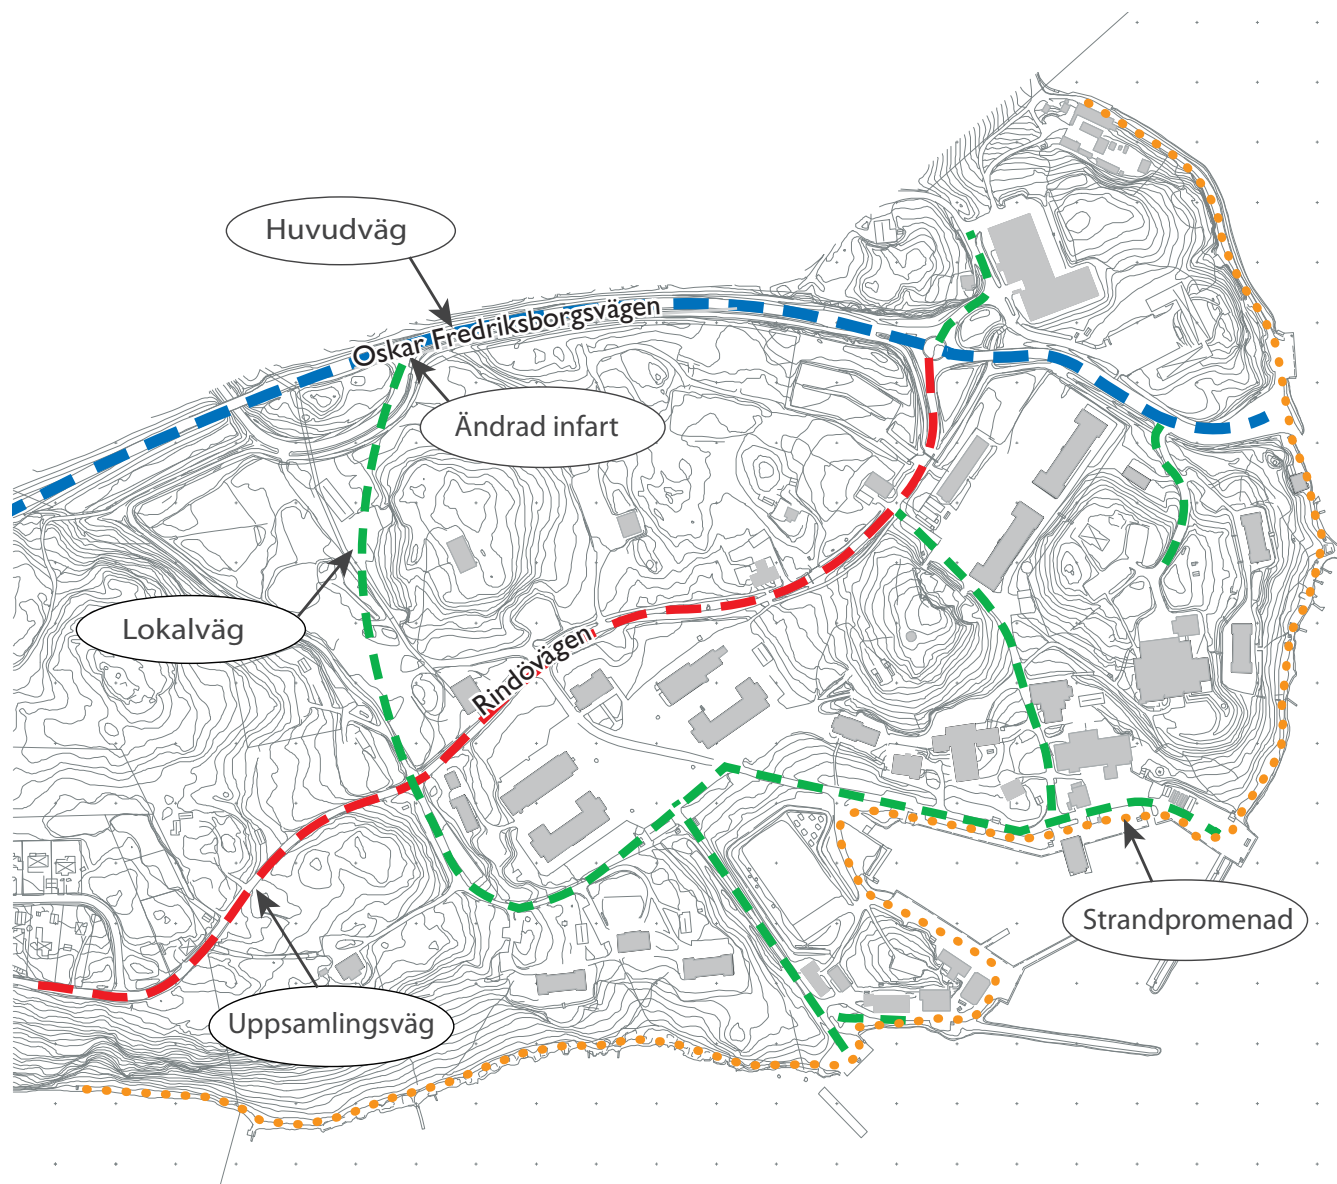 Huvudväg
Oskar Fredriksborgsvägen
Ändrad infart
Lokalväg
Rindövägen
Strandpromenad
Uppsamlingsväg